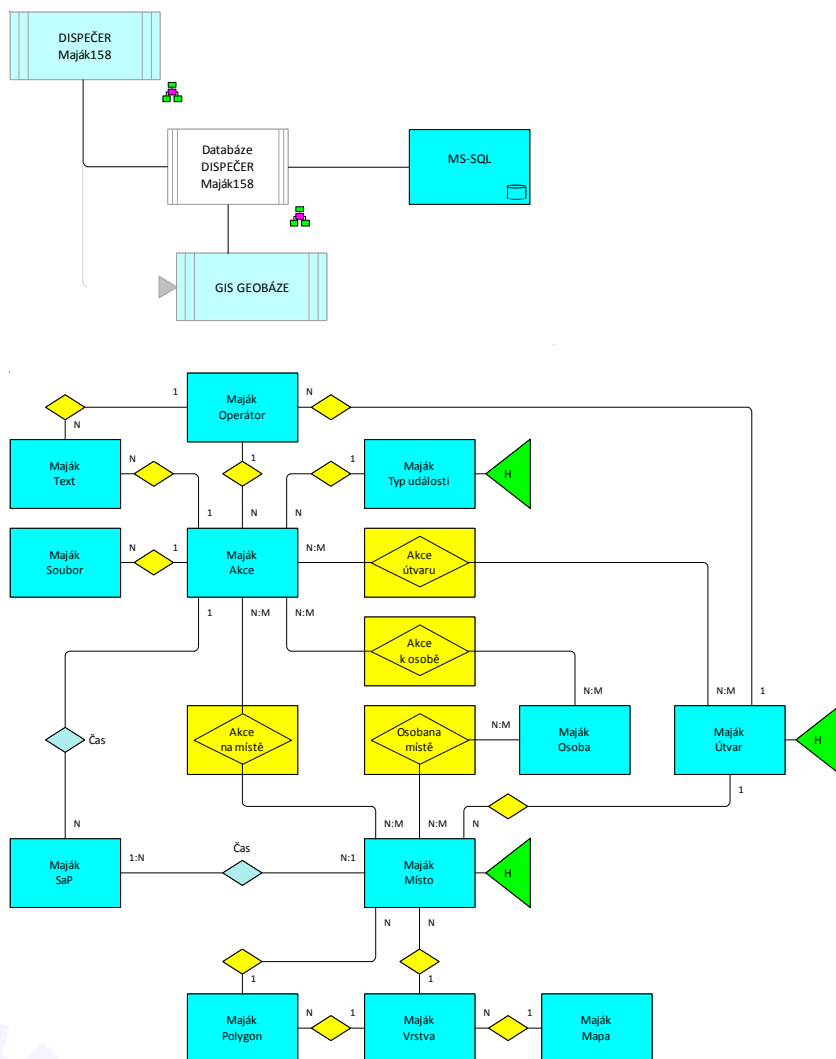 DISPEČER
Maják158
Databáze
DISPEČER
Maják158
MS-SQL
GIS GEOBÁZE
Maják
Operátor
1
N
N
Maják
Text
N
1
1
N
Maják
Typ události
1
N
H
Maják
Soubor
N
1
Maják
Akce
N:M
Akce
útvaru
1
N:M
N:M
Akce
k osobě
N:M
N:M
1
Akce
na místě
Osobana
místě
N:M
Maják
Osoba
Maják
Útvar
H
Čas
1
N
N:M
N:M
N
Maják
SaP
1:N
Čas
N:1
Maják
Místo
H
N
N
1
1
Maják
Polygon
N
1
Maják
Vrstva
N
1
Maják
Mapa